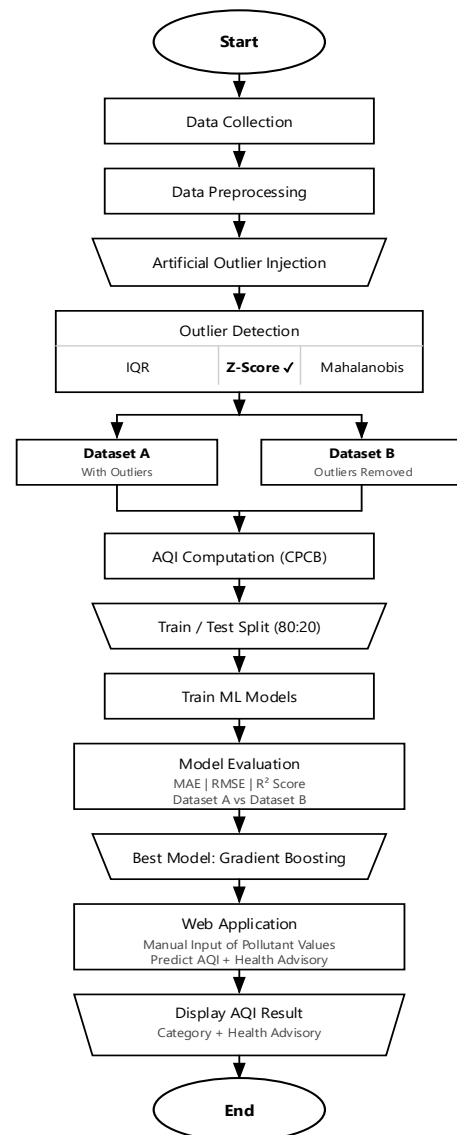 Start
Data Collection
Data Preprocessing
Artificial Outlier Injection
Outlier Detection
IQR
Z-Score ✓
Mahalanobis
Dataset A
With Outliers
Dataset B
Outliers Removed
AQI Computation (CPCB)
Train / Test Split (80:20)
Train ML Models
Model Evaluation
MAE | RMSE | R² Score
Dataset A vs Dataset B
Best Model: Gradient Boosting
Web Application
Manual Input of Pollutant Values
Predict AQI + Health Advisory
Display AQI Result
Category + Health Advisory
End